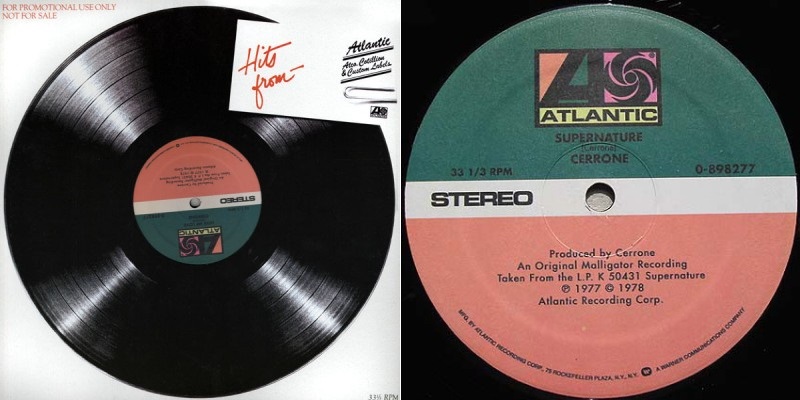 FOR PROMOTIONAL USE ONLY
NOT FOR SALE
Hits
from—
Atlantic
Atco, Cotillion
& Custom Labels
STEREO
ATLANTIC
33⅓ RPM
ATLANTIC
SUPERNATURE
(Cerrone)
CERRONE
33 1/3 RPM
0-898277
STEREO
Produced by Cerrone
An Original Malligator Recording
Taken From the L.P. K 50431 Supernature
℗ 1977 © 1978
Atlantic Recording Corp.
MFG. BY ATLANTIC RECORDING CORP., 75 ROCKEFELLER PLAZA, N.Y., N.Y. A WARNER COMMUNICATIONS COMPANY